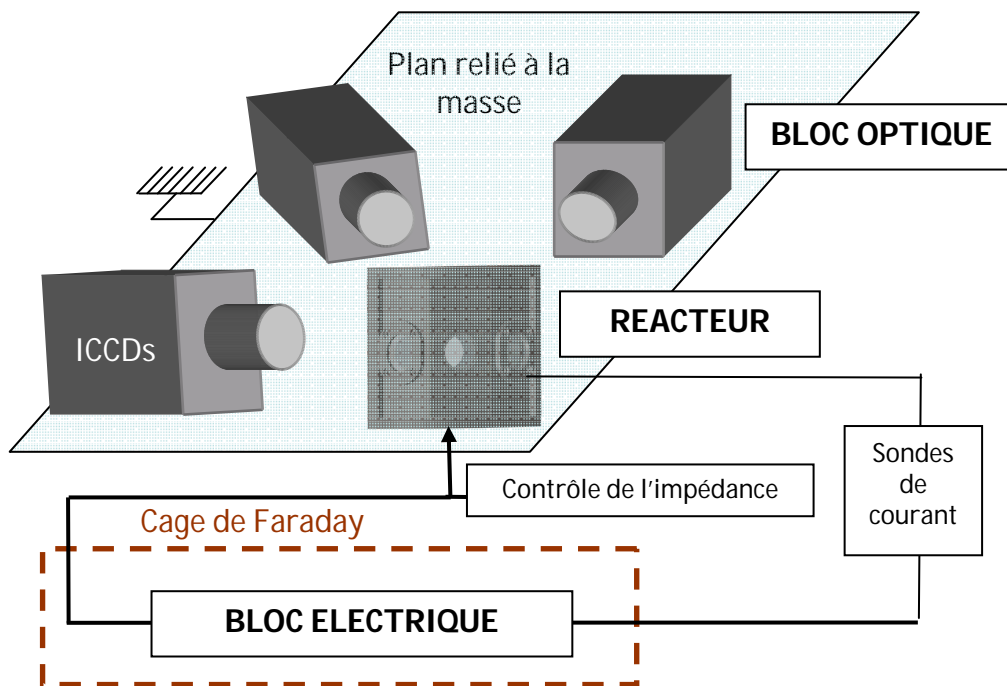 Plan relié à la
masse
BLOC OPTIQUE
REACTEUR
ICCDs
Sondes
de
courant
Contrôle de l'impédance
Cage de Faraday
BLOC ELECTRIQUE